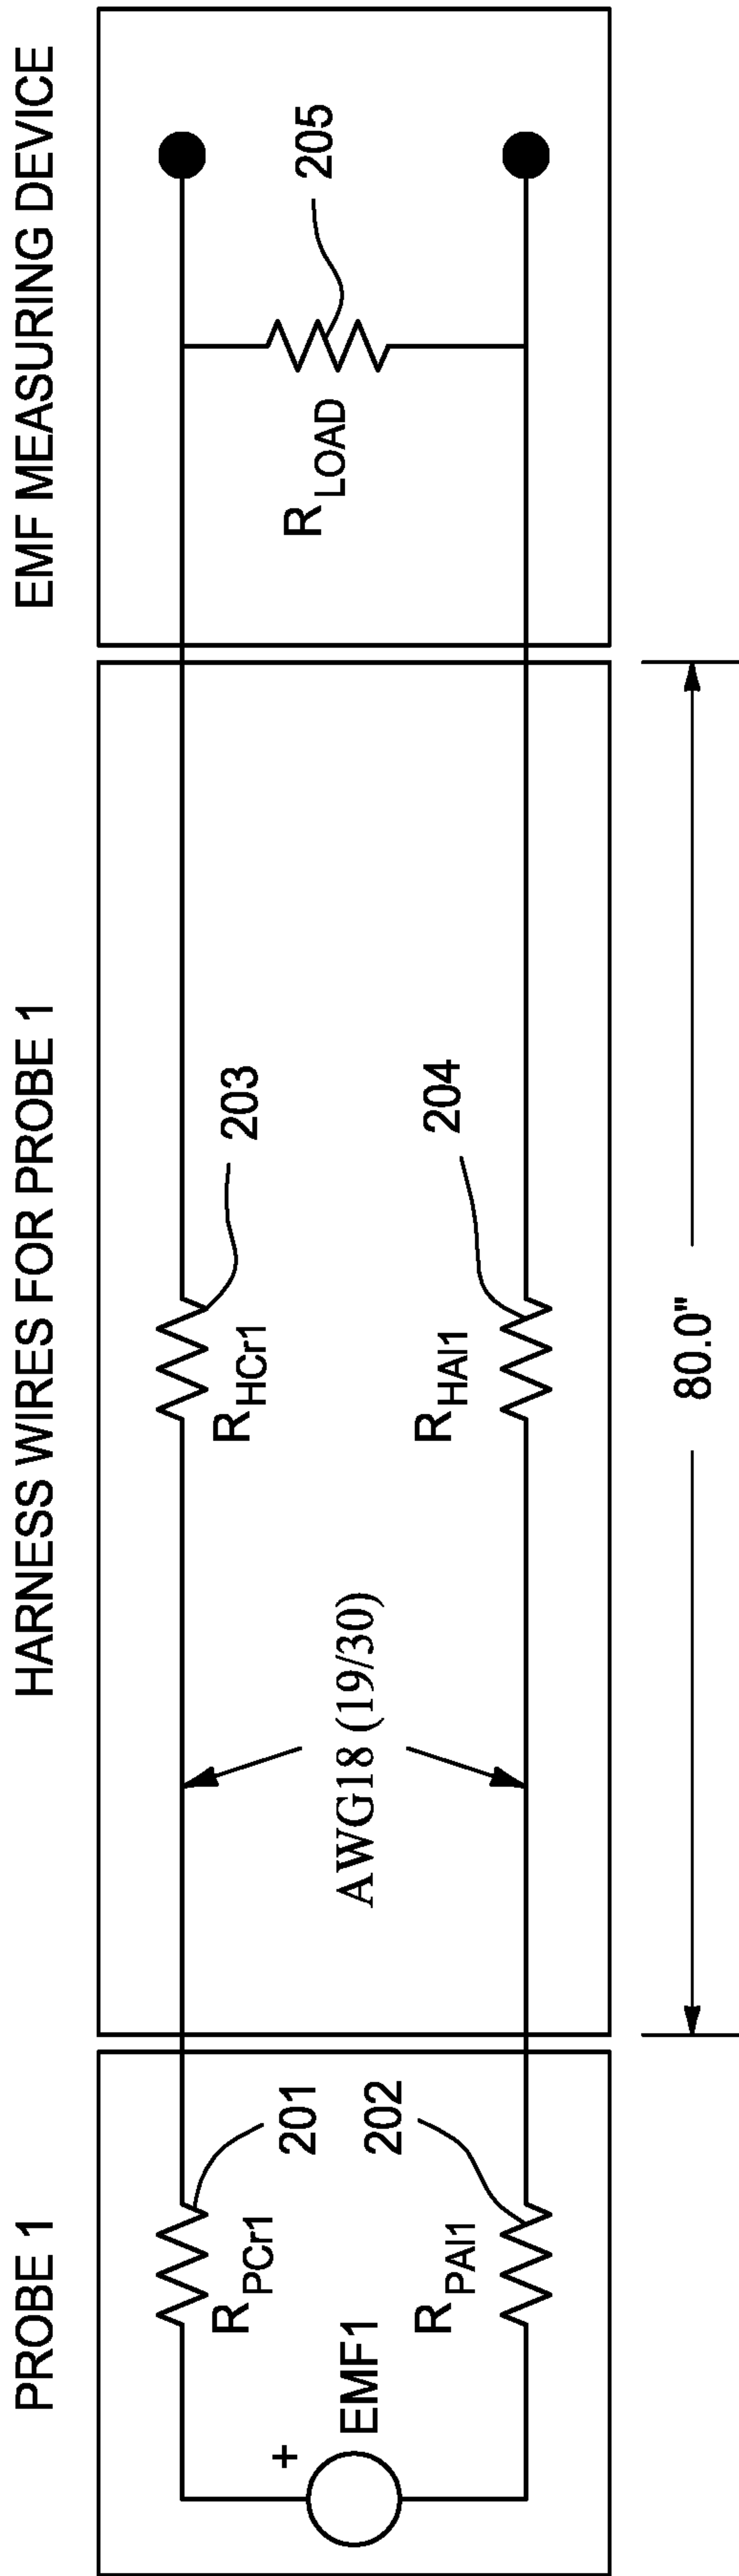 PROBE 1
HARNESS WIRES FOR PROBE 1
EMF MEASURING DEVICE
201
R PCr1
+
EMF1
202
R PAl1
AWG18 (19/30)
203
R HCr1
204
R HAl1
205
R LOAD
80.0"